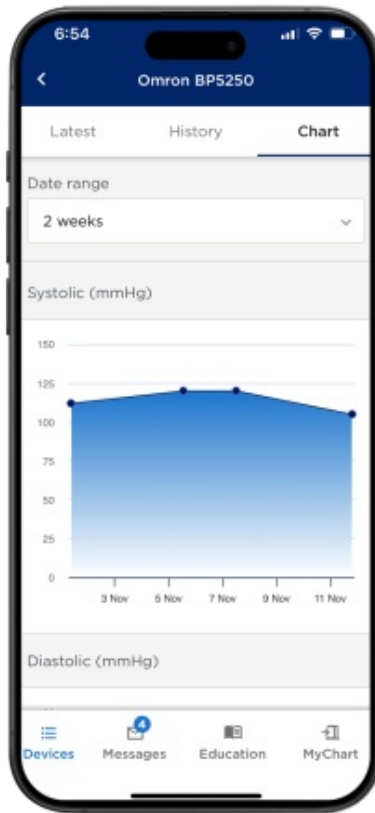 6:54
Omron BP5250
Latest History Chart
Date range
2 weeks
Systolic (mmHg)
150
125
100
75
50
25
0
3 Nov 5 Nov 7 Nov 9 Nov 11 Nov
Diastolic (mmHg)
4
Devices Messages Education MyChart